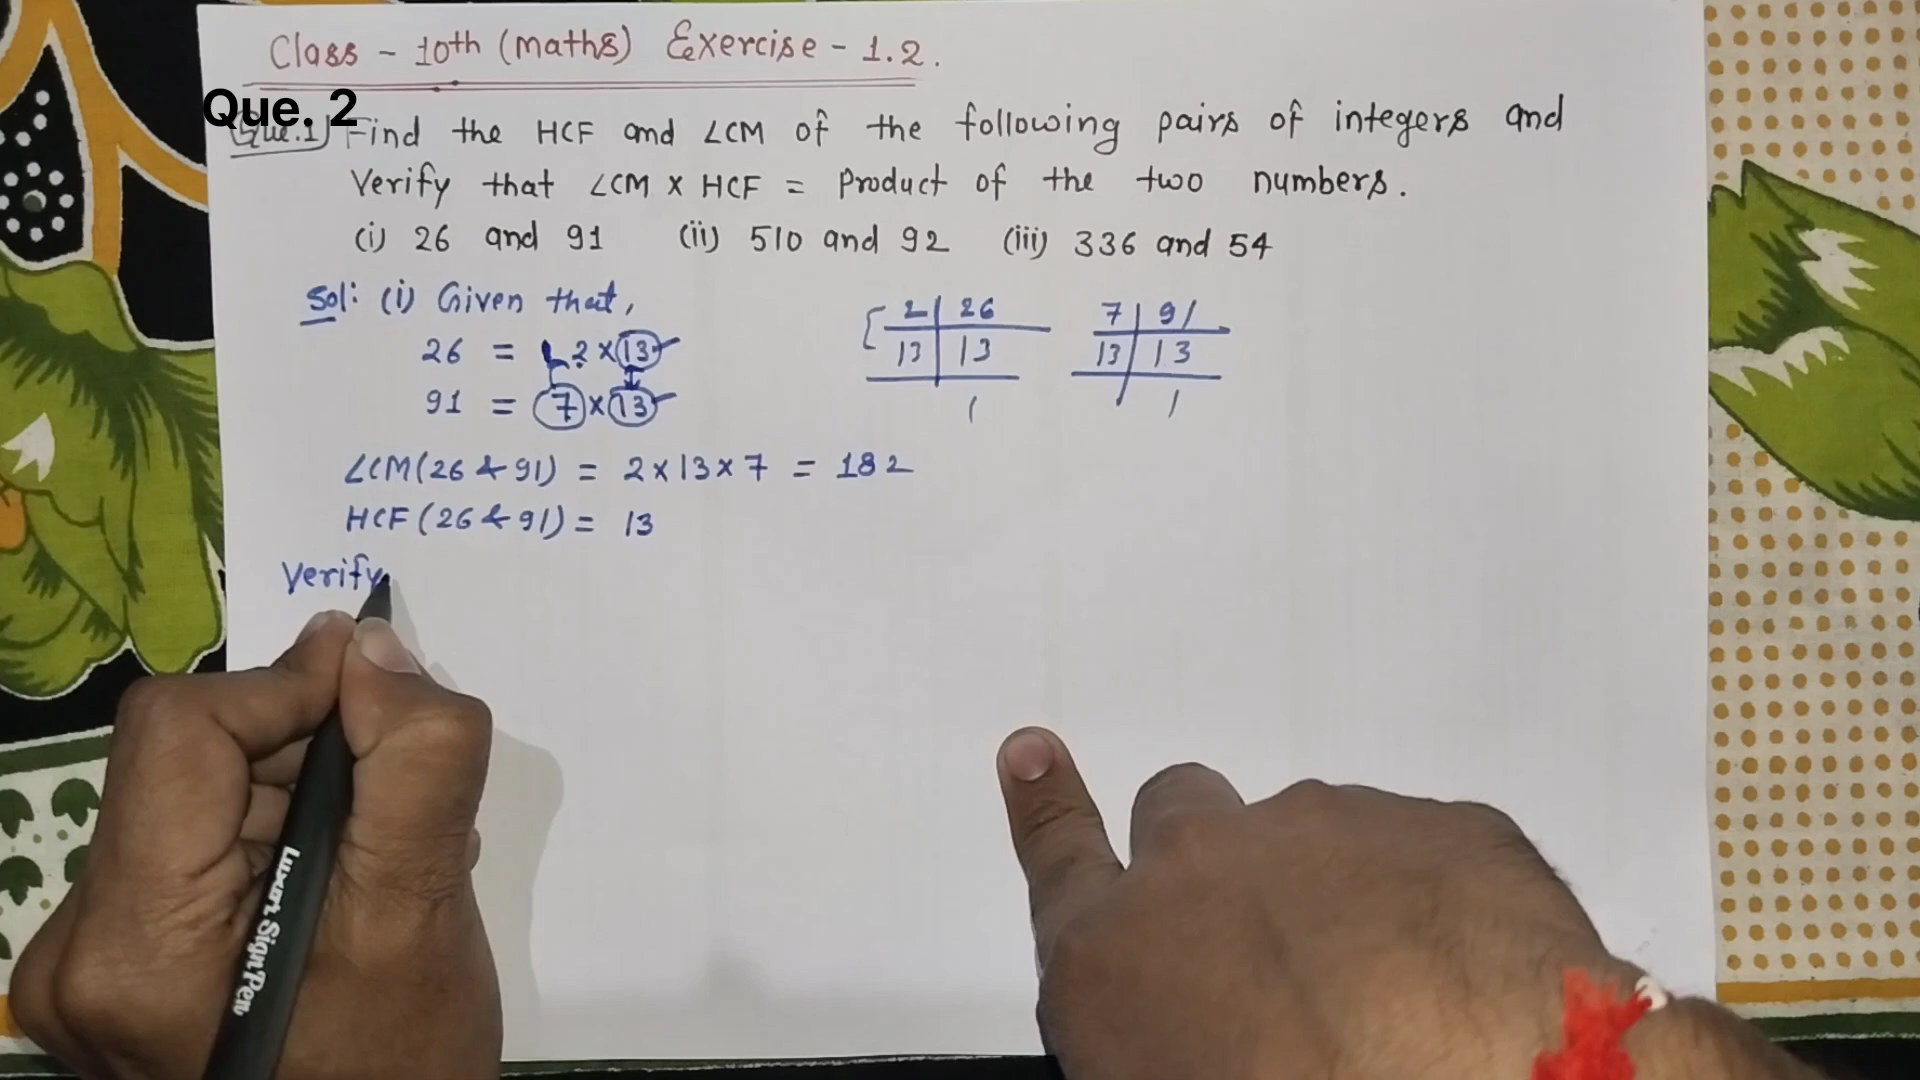 Class - 10th (maths) Exercise - 1.2.
Que. 2
Que.1) Find the HCF and LCM of the following pairs of integers and
Verify that LCM X HCF = Product of the two numbers.
(i) 26 and 91 (ii) 510 and 92 (iii) 336 and 54
Sol: (i) Given that,
26 = 2 × 13
91 = 7 × 13
2 | 26
13 | 13
1
7 | 91
13 | 13
1
LCM(26 & 91) = 2 × 13 × 7 = 182
HCF(26 & 91) = 13
Verify
Luxor Sign Pen